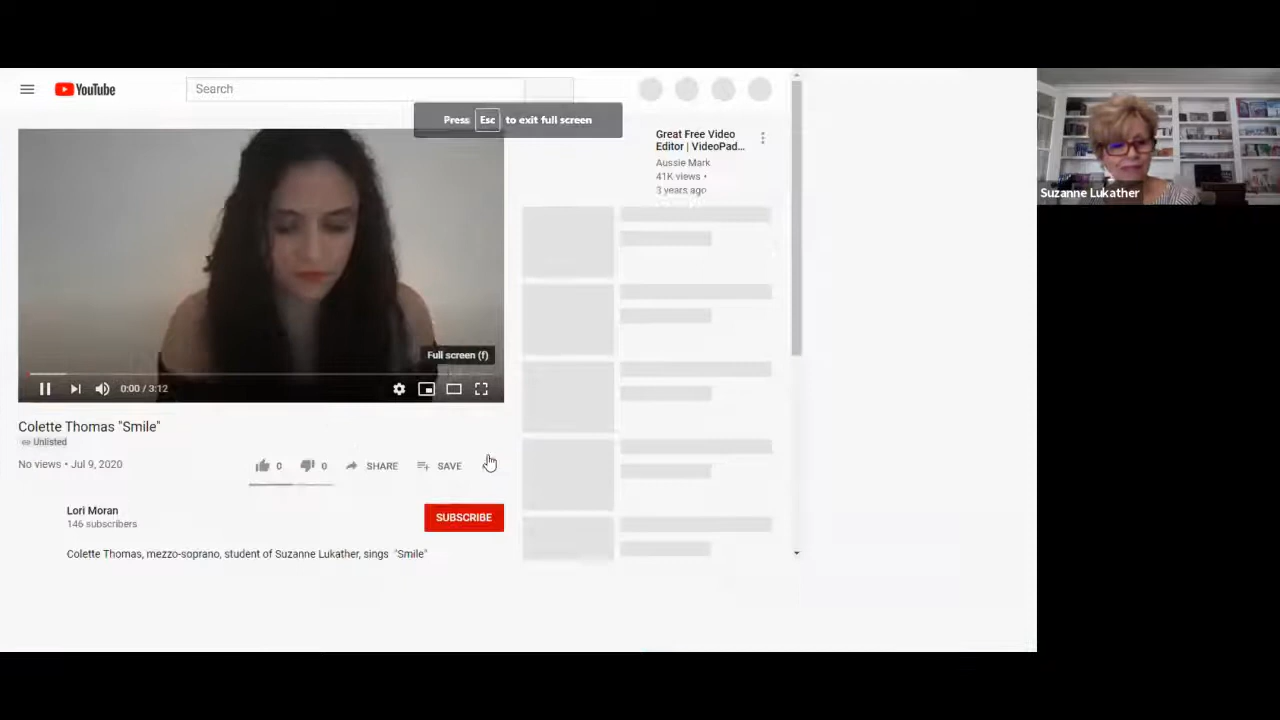 YouTube
Search
Press Esc to exit full screen
Great Free Video
Editor | VideoPad...
Aussie Mark
41K views •
3 years ago
Suzanne Lukather
Full screen (f)
0:00 / 3:12
Colette Thomas "Smile"
Unlisted
No views • Jul 9, 2020
0
0
SHARE
SAVE
Lori Moran
146 subscribers
SUBSCRIBE
Colette Thomas, mezzo-soprano, student of Suzanne Lukather, sings "Smile"